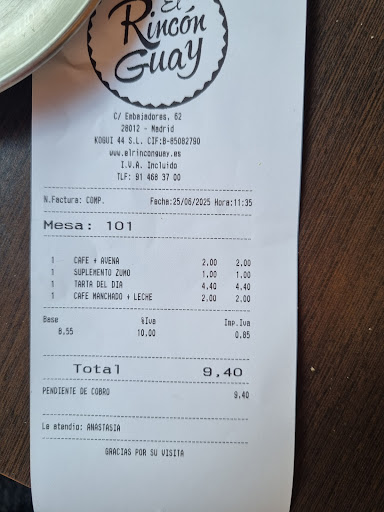 El
Rincón
Guay
C/ Embajadores, 62
28012 - Madrid
KOGUI 44 S.L. CIF:B-85082790
www.elrinconguay.es
I.V.A. Incluido
TLF: 91 468 37 00
N.Factura: COMP. Fecha:25/06/2025 Hora:11:35
Mesa: 101
1 CAFE + AVENA 2,00 2,00
1 SUPLEMENTO ZUMO 1,00 1,00
1 TARTA DEL DIA 4,40 4,40
1 CAFE MANCHADO + LECHE 2,00 2,00
Base %Iva Imp.Iva
8,55 10,00 0,85
Total 9,40
PENDIENTE DE COBRO 9,40
Le atendia: ANASTASIA
GRACIAS POR SU VISITA